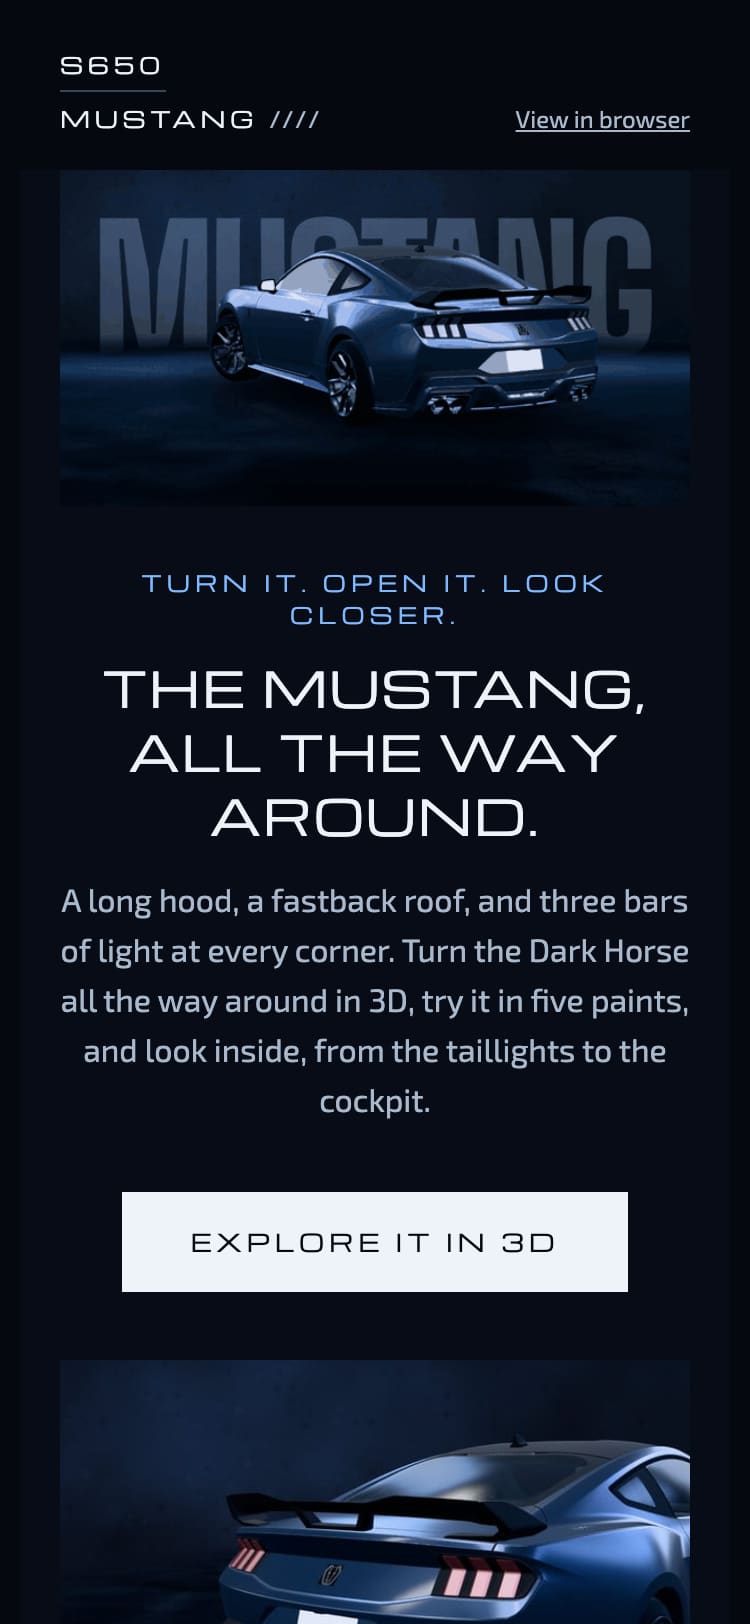 S650
MUSTANG ////
View in browser
MUSTANG
TURN IT. OPEN IT. LOOK
CLOSER.
THE MUSTANG,
ALL THE WAY
AROUND.
A long hood, a fastback roof, and three bars
of light at every corner. Turn the Dark Horse
all the way around in 3D, try it in five paints,
and look inside, from the taillights to the
cockpit.
EXPLORE IT IN 3D